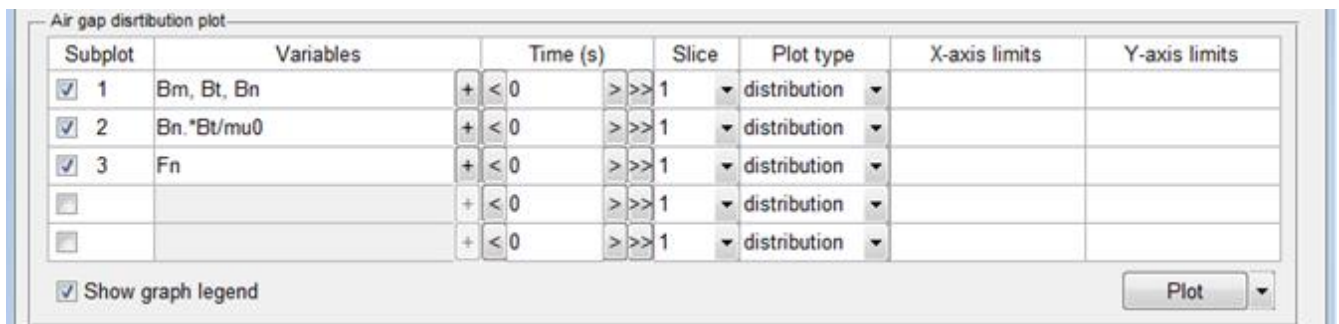 Air gap disrtibution plot
Subplot Variables Time (s) Slice Plot type X-axis limits Y-axis limits
1 Bm, Bt, Bn + < 0 > >> 1 distribution
2 Bn.*Bt/mu0 + < 0 > >> 1 distribution
3 Fn + < 0 > >> 1 distribution
+ < 0 > >> 1 distribution
+ < 0 > >> 1 distribution
Show graph legend Plot